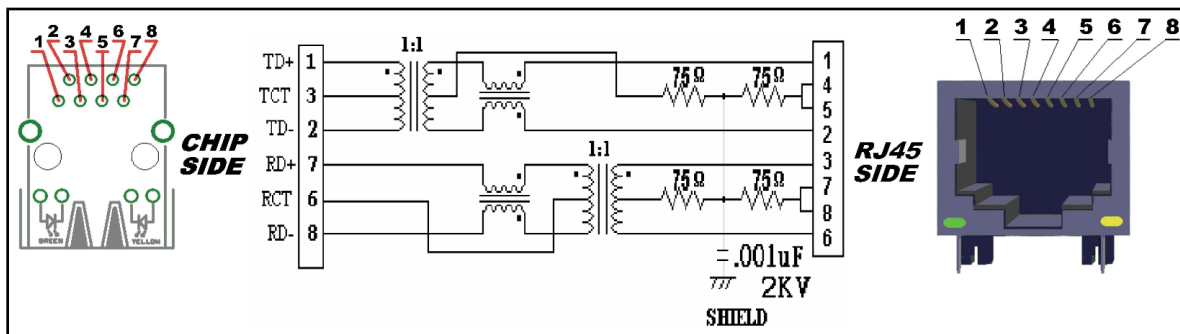 2 4 6 8
1 3 5 7
CHIP
SIDE
GREEN
YELLOW
1:1
TD+ 1
TCT 3
TD- 2
RD+ 7
RCT 6
RD- 8
75Ω 75Ω
1:1
75Ω 75Ω
1
4
5
2
3
7
8
6
.001uF
2KV
SHIELD
1 2 3 4 5 6 7 8
RJ45
SIDE